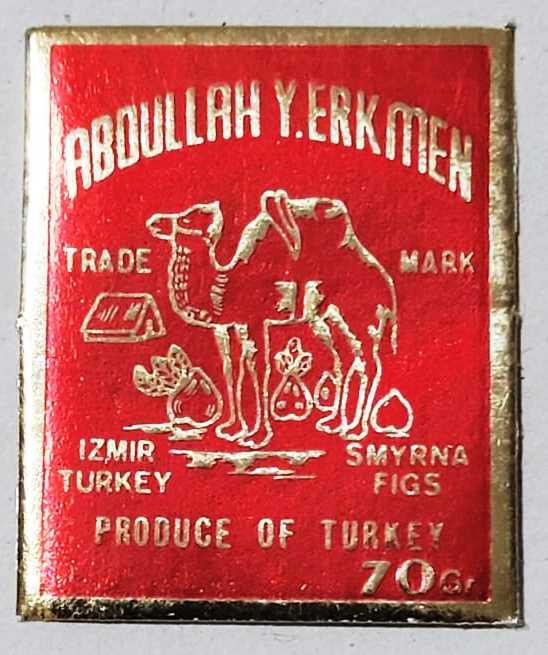 ABDULLAH Y. ERKMEN
TRADE MARK
IZMIR SMYRNA
TURKEY FIGS
PRODUCE OF TURKEY
70Gr